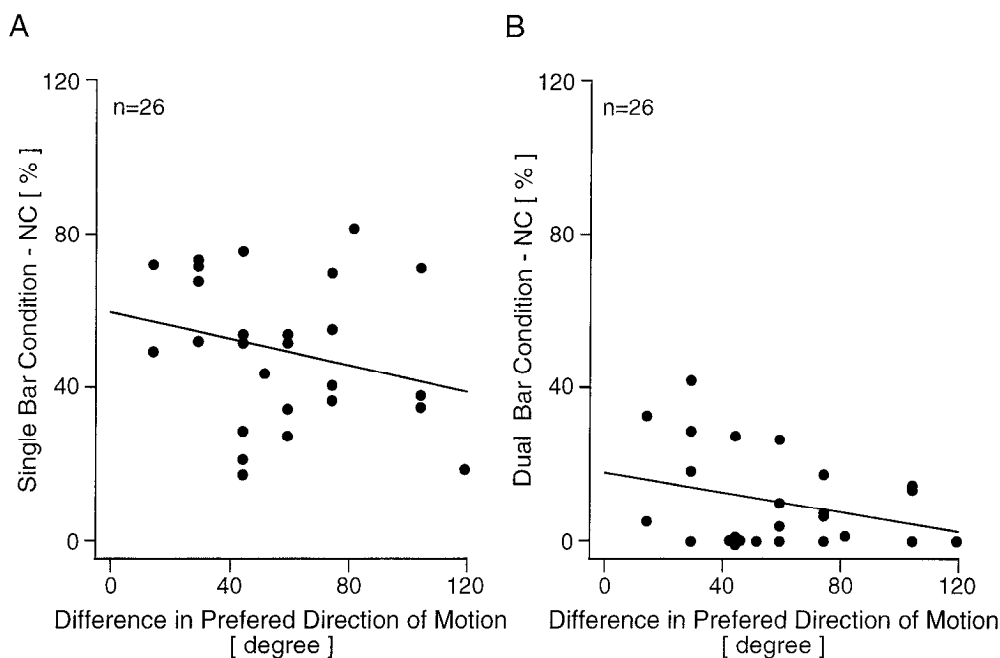 A
120
n=26
80
40
0
Single Bar Condition - NC [ % ]
0 40 80 120
Difference in Prefered Direction of Motion
[ degree ]
B
120
n=26
80
40
0
Dual Bar Condition - NC [ % ]
0 40 80 120
Difference in Prefered Direction of Motion
[ degree ]